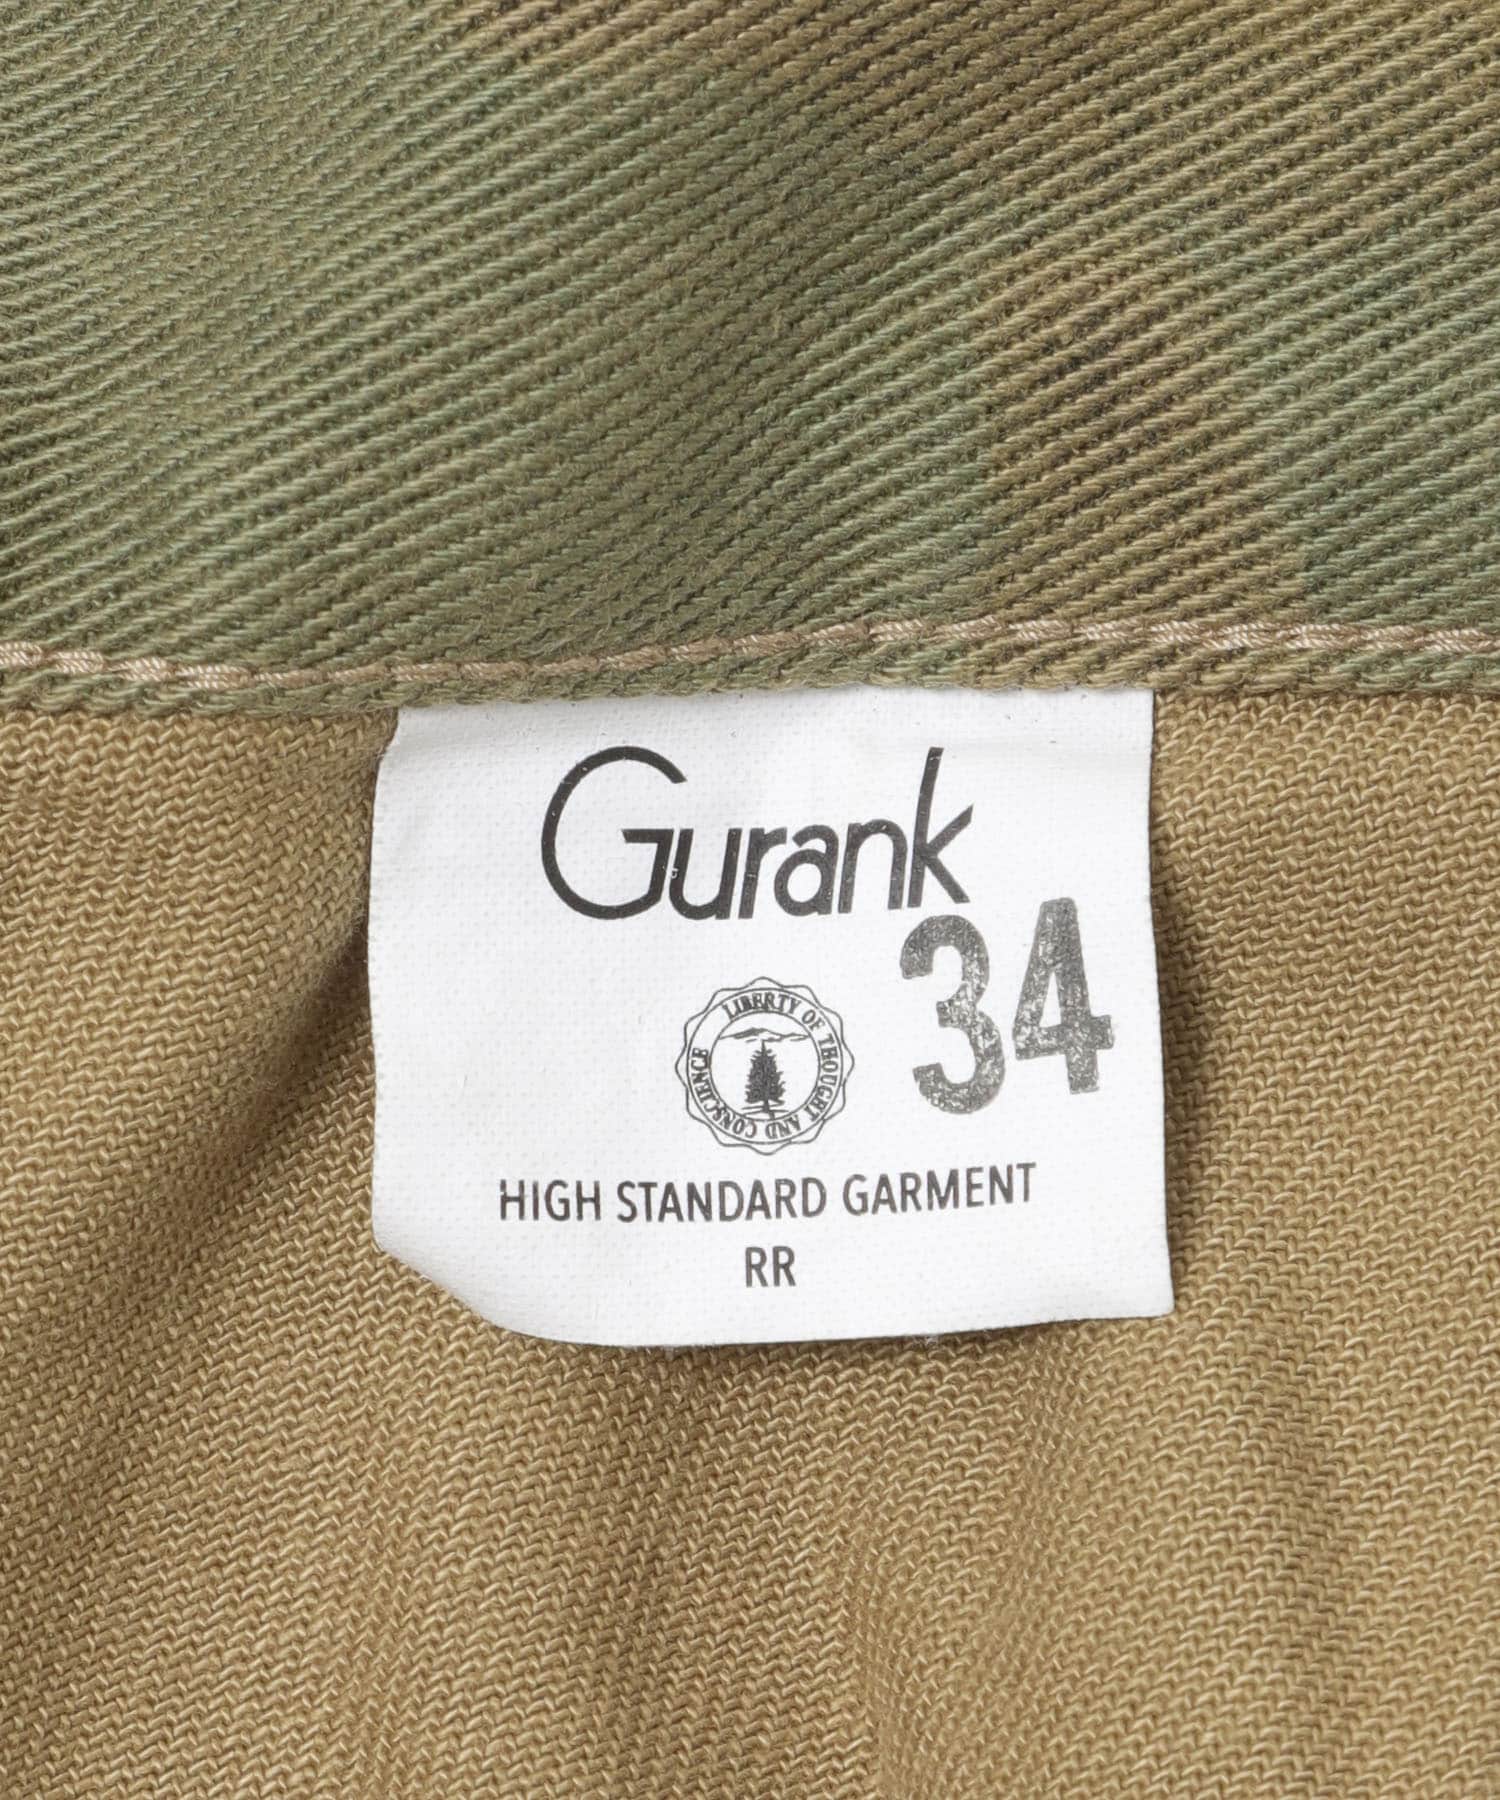 Gurank
34
LIBERTY OF THOUGHT AND CONSCIENCE
HIGH STANDARD GARMENT
RR